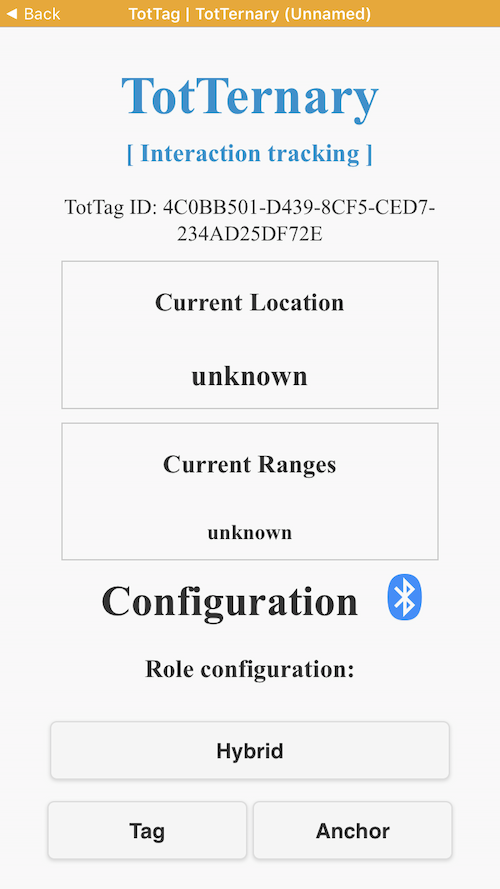 ◀ Back TotTag | TotTernary (Unnamed)
TotTernary
[ Interaction tracking ]
TotTag ID: 4C0BB501-D439-8CF5-CED7-
234AD25DF72E
Current Location
unknown
Current Ranges
unknown
Configuration
Role configuration:
Hybrid
Tag Anchor